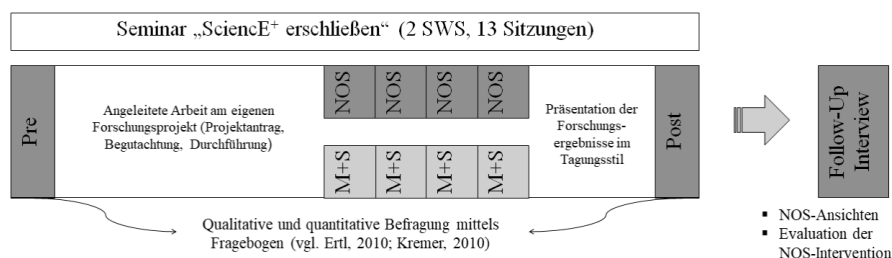 Seminar „SciencE+ erschließen“ (2 SWS, 13 Sitzungen)
Pre
Angeleitete Arbeit am eigenen
Forschungsprojekt (Projektantrag,
Begutachtung, Durchführung)
NOS
NOS
NOS
NOS
M+S
M+S
M+S
M+S
Präsentation der
Forschungs-
ergebnisse im
Tagungsstil
Post
Follow-Up
Interview
Qualitative und quantitative Befragung mittels
Fragebogen (vgl. Ertl, 2010; Kremer, 2010)
▪ NOS-Ansichten
▪ Evaluation der
NOS-Intervention